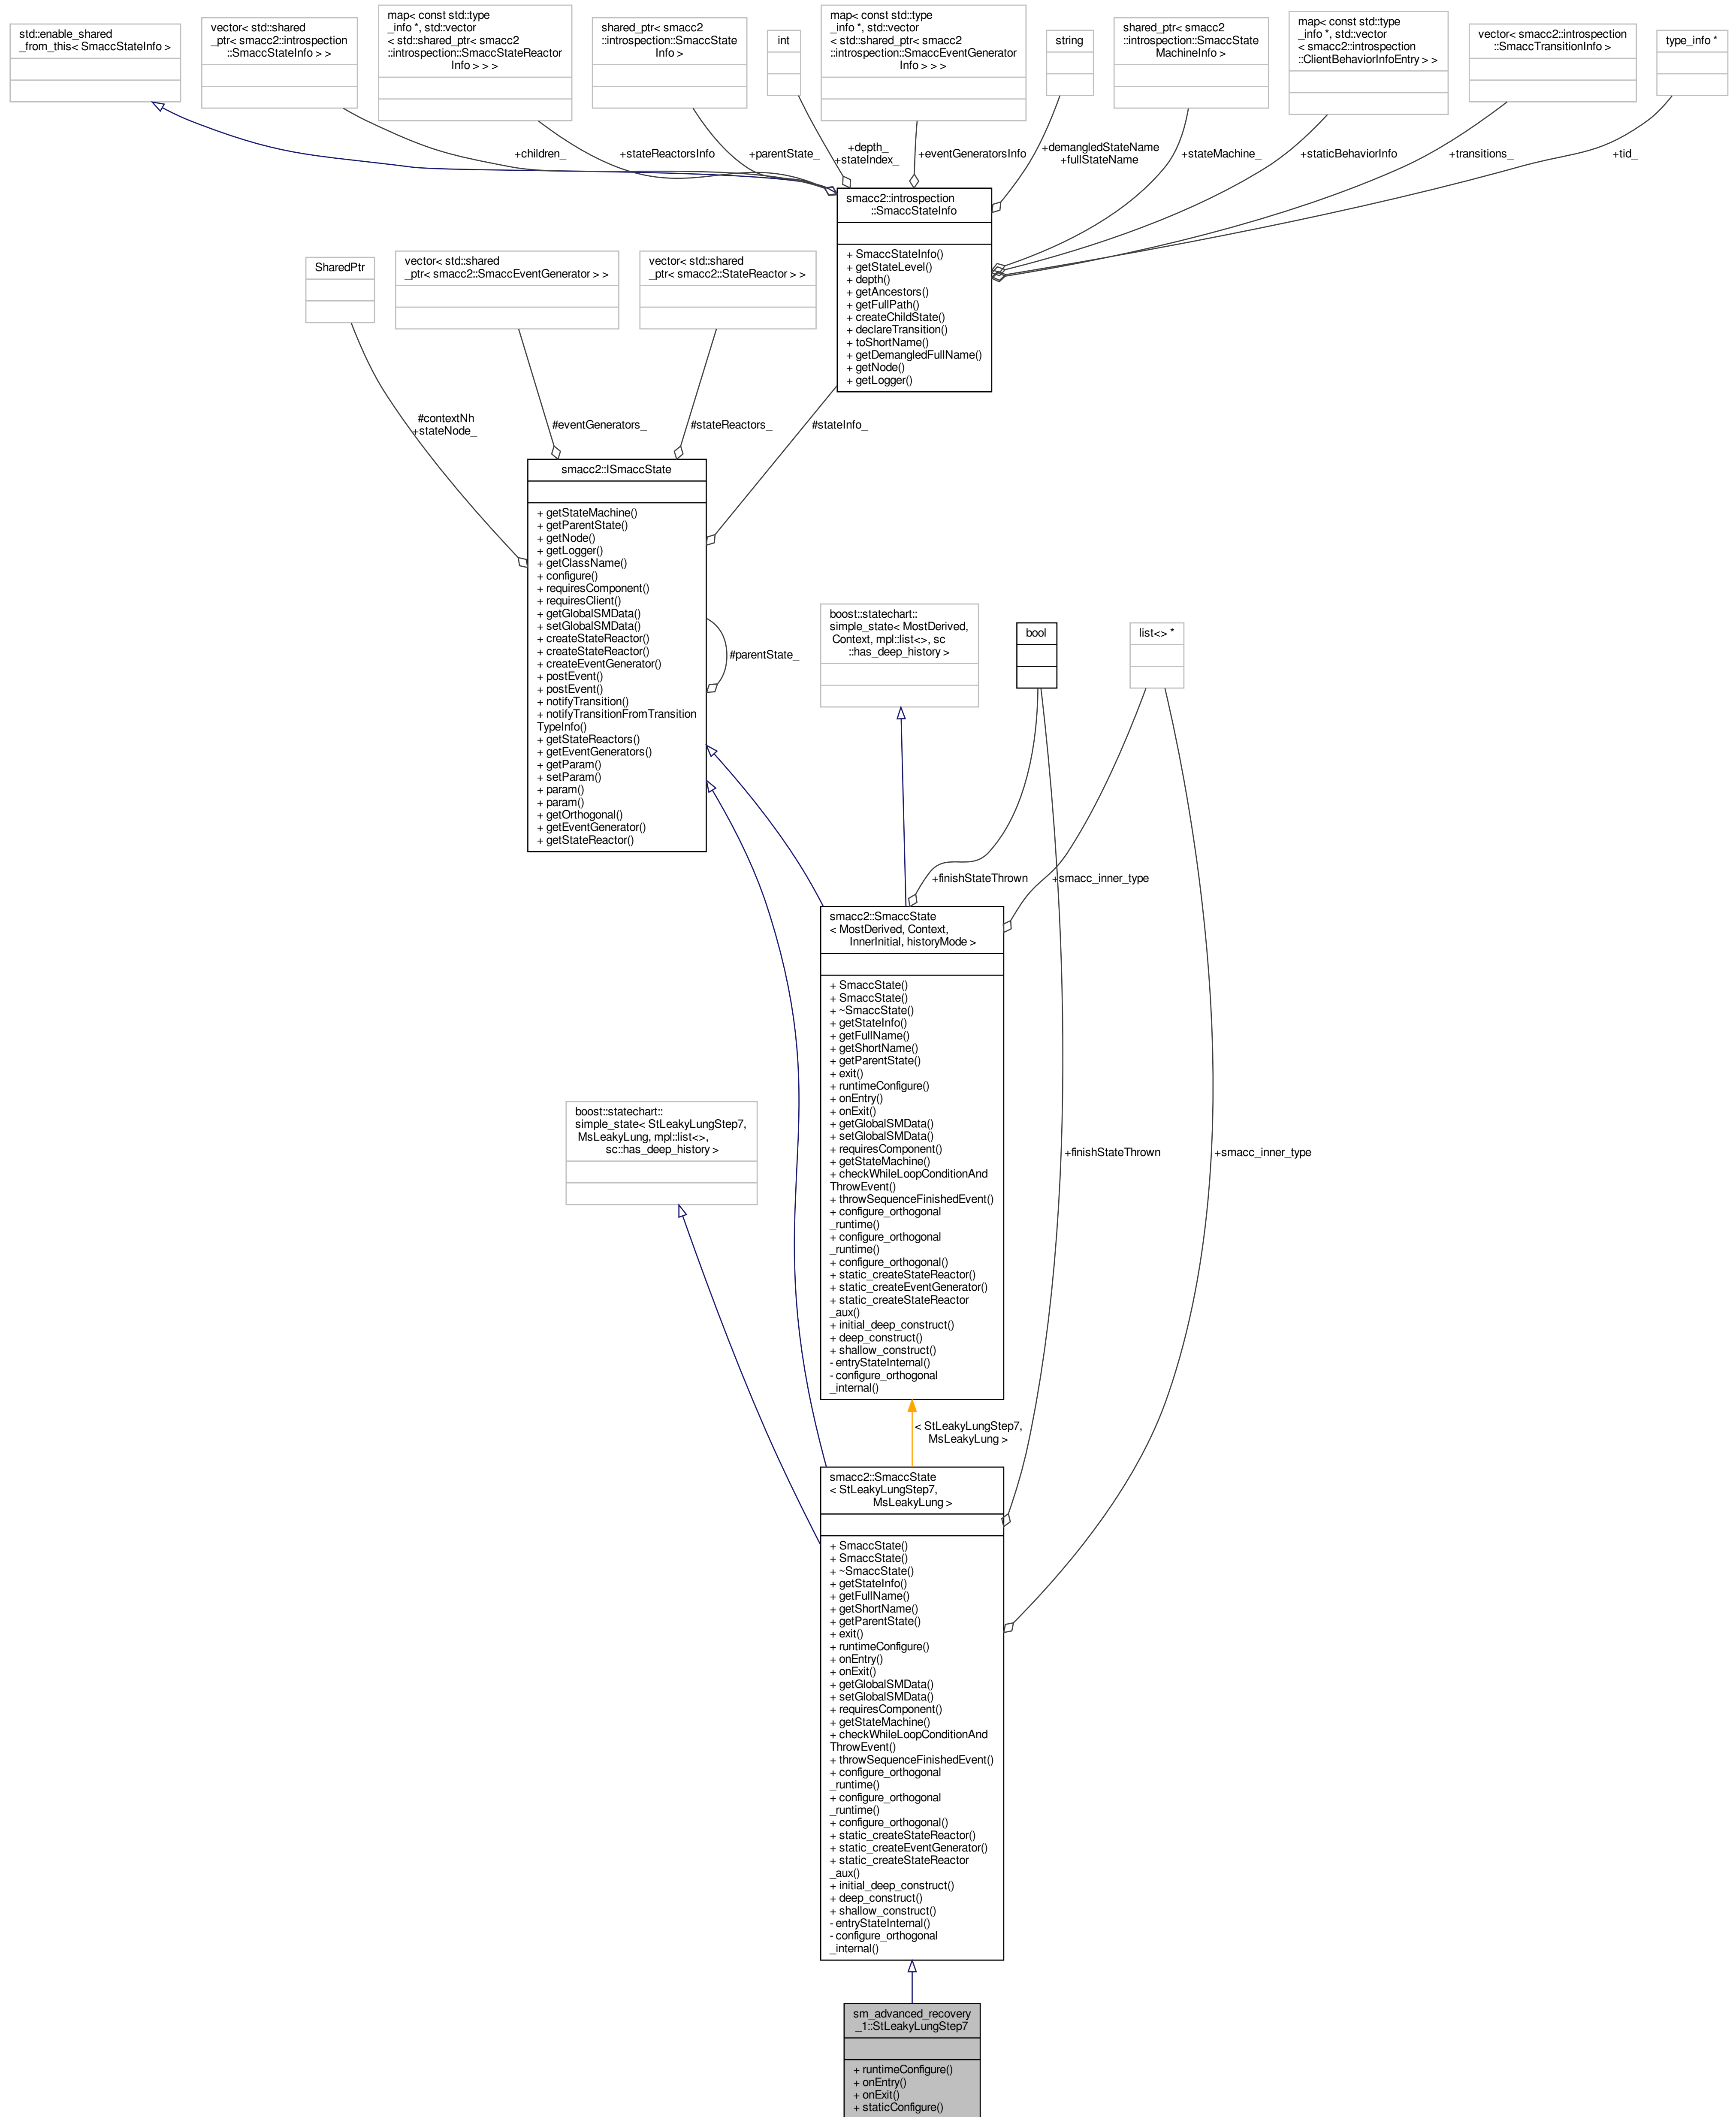 std::enable_shared
_from_this< SmaccStateInfo >
vector< std::shared
_ptr< smacc2::introspection
::SmaccStateInfo > >
map< const std::type
_info *, std::vector
< std::shared_ptr< smacc2
::introspection::SmaccStateReactor
Info > > >
shared_ptr< smacc2
::introspection::SmaccState
Info >
int
map< const std::type
_info *, std::vector
< std::shared_ptr< smacc2
::introspection::SmaccEventGenerator
Info > > >
string
shared_ptr< smacc2
::introspection::SmaccState
MachineInfo >
map< const std::type
_info *, std::vector
< smacc2::introspection
::ClientBehaviorInfoEntry > >
vector< smacc2::introspection
::SmaccTransitionInfo >
type_info *
+children_
+stateReactorsInfo
+parentState_
+depth_
+stateIndex_
+eventGeneratorsInfo
+demangledStateName
+fullStateName
+stateMachine_
+staticBehaviorInfo
+transitions_
+tid_
smacc2::introspection
::SmaccStateInfo
+ SmaccStateInfo()
+ getStateLevel()
+ depth()
+ getAncestors()
+ getFullPath()
+ createChildState()
+ declareTransition()
+ toShortName()
+ getDemangledFullName()
+ getNode()
+ getLogger()
SharedPtr
vector< std::shared
_ptr< smacc2::SmaccEventGenerator > >
vector< std::shared
_ptr< smacc2::StateReactor > >
#contextNh
+stateNode_
#eventGenerators_
#stateReactors_
#stateInfo_
smacc2::ISmaccState
+ getStateMachine()
+ getParentState()
+ getNode()
+ getLogger()
+ getClassName()
+ configure()
+ requiresComponent()
+ requiresClient()
+ getGlobalSMData()
+ setGlobalSMData()
+ createStateReactor()
+ createStateReactor()
+ createEventGenerator()
+ postEvent()
+ postEvent()
+ notifyTransition()
+ notifyTransitionFromTransition
TypeInfo()
+ getStateReactors()
+ getEventGenerators()
+ getParam()
+ setParam()
+ param()
+ param()
+ getOrthogonal()
+ getEventGenerator()
+ getStateReactor()
#parentState_
boost::statechart::
simple_state< MostDerived,
Context, mpl::list<>, sc
::has_deep_history >
bool
list<> *
+finishStateThrown
+smacc_inner_type
smacc2::SmaccState
< MostDerived, Context,
InnerInitial, historyMode >
+ SmaccState()
+ SmaccState()
+ ~SmaccState()
+ getStateInfo()
+ getFullName()
+ getShortName()
+ getParentState()
+ exit()
+ runtimeConfigure()
+ onEntry()
+ onExit()
+ getGlobalSMData()
+ setGlobalSMData()
+ requiresComponent()
+ getStateMachine()
+ checkWhileLoopConditionAnd
ThrowEvent()
+ throwSequenceFinishedEvent()
+ configure_orthogonal
_runtime()
+ configure_orthogonal
_runtime()
+ configure_orthogonal()
+ static_createStateReactor()
+ static_createEventGenerator()
+ static_createStateReactor
_aux()
+ initial_deep_construct()
+ deep_construct()
+ shallow_construct()
- entryStateInternal()
- configure_orthogonal
_internal()
boost::statechart::
simple_state< StLeakyLungStep7,
MsLeakyLung, mpl::list<>,
sc::has_deep_history >
+finishStateThrown
+smacc_inner_type
< StLeakyLungStep7,
MsLeakyLung >
smacc2::SmaccState
< StLeakyLungStep7,
MsLeakyLung >
+ SmaccState()
+ SmaccState()
+ ~SmaccState()
+ getStateInfo()
+ getFullName()
+ getShortName()
+ getParentState()
+ exit()
+ runtimeConfigure()
+ onEntry()
+ onExit()
+ getGlobalSMData()
+ setGlobalSMData()
+ requiresComponent()
+ getStateMachine()
+ checkWhileLoopConditionAnd
ThrowEvent()
+ throwSequenceFinishedEvent()
+ configure_orthogonal
_runtime()
+ configure_orthogonal
_runtime()
+ configure_orthogonal()
+ static_createStateReactor()
+ static_createEventGenerator()
+ static_createStateReactor
_aux()
+ initial_deep_construct()
+ deep_construct()
+ shallow_construct()
- entryStateInternal()
- configure_orthogonal
_internal()
sm_advanced_recovery
_1::StLeakyLungStep7
+ runtimeConfigure()
+ onEntry()
+ onExit()
+ staticConfigure()